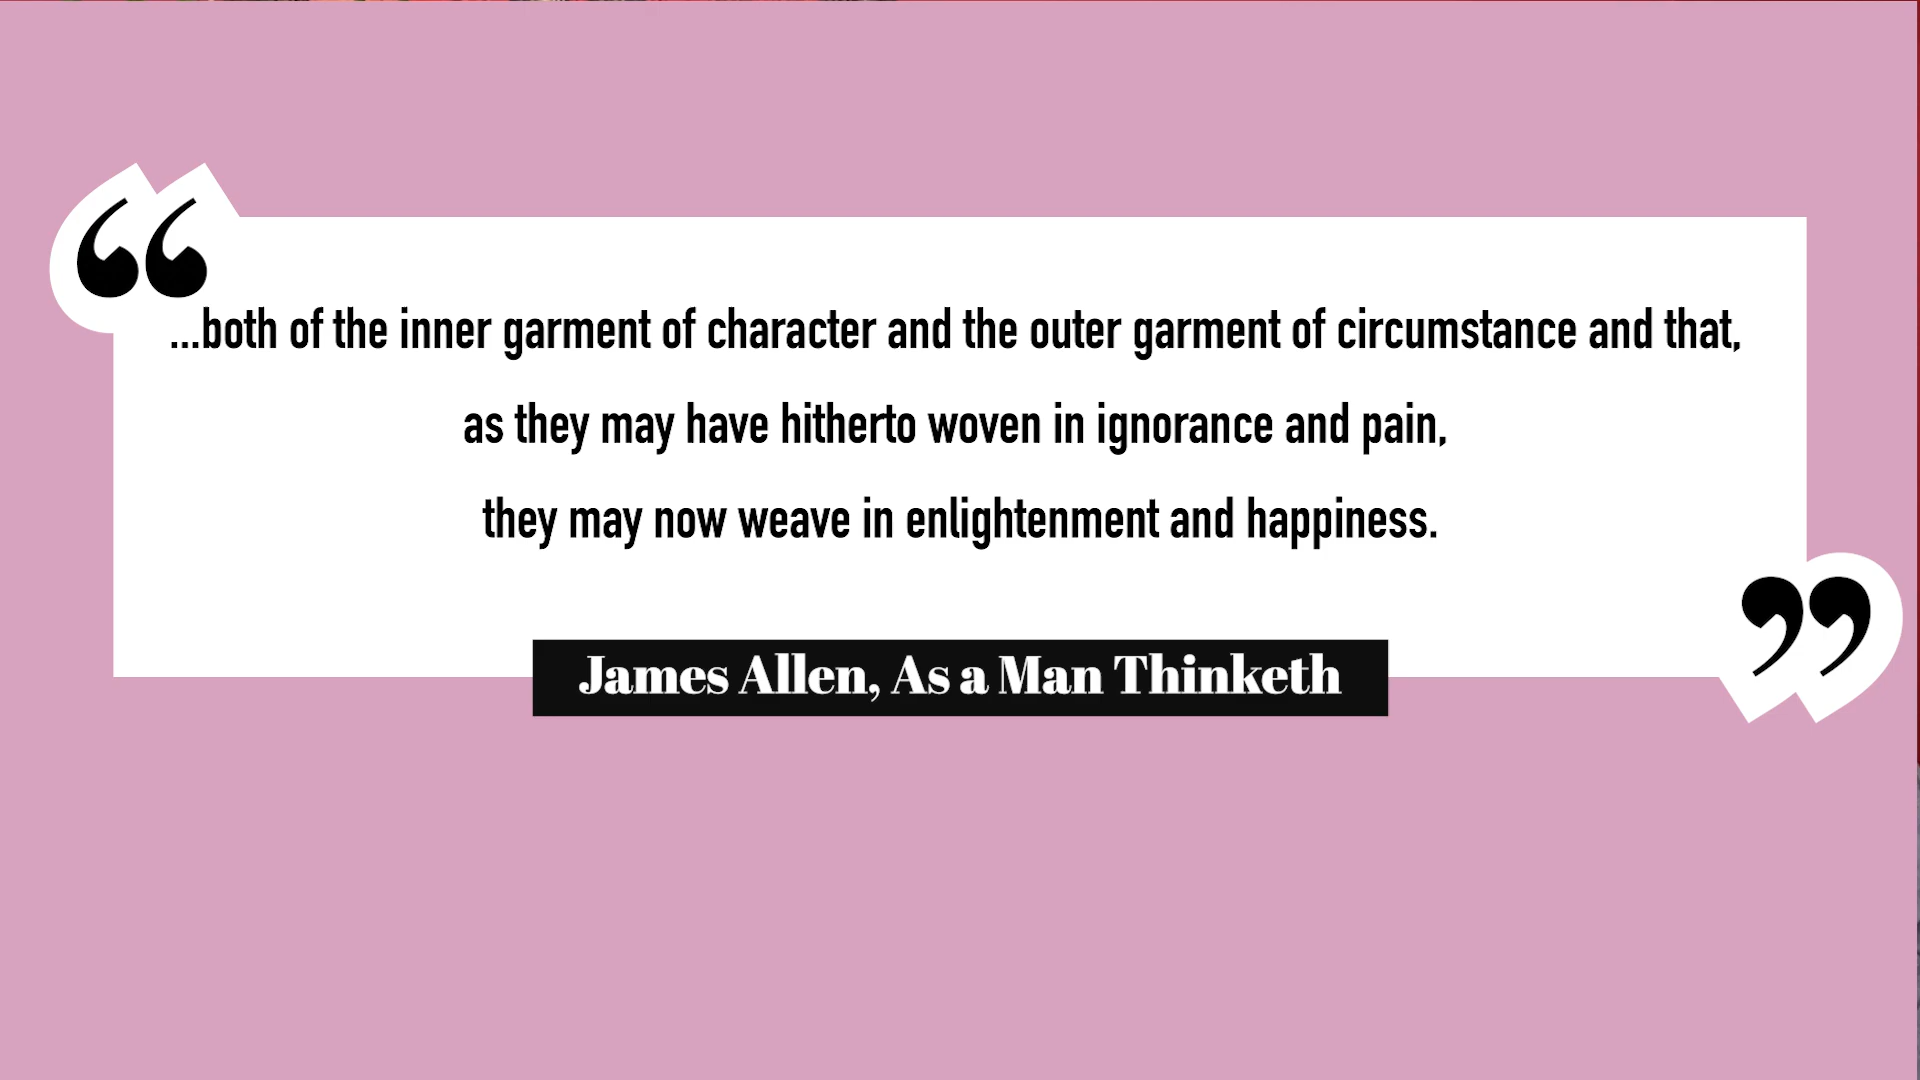 “
...both of the inner garment of character and the outer garment of circumstance and that,
as they may have hitherto woven in ignorance and pain,
they may now weave in enlightenment and happiness.
”
James Allen, As a Man Thinketh